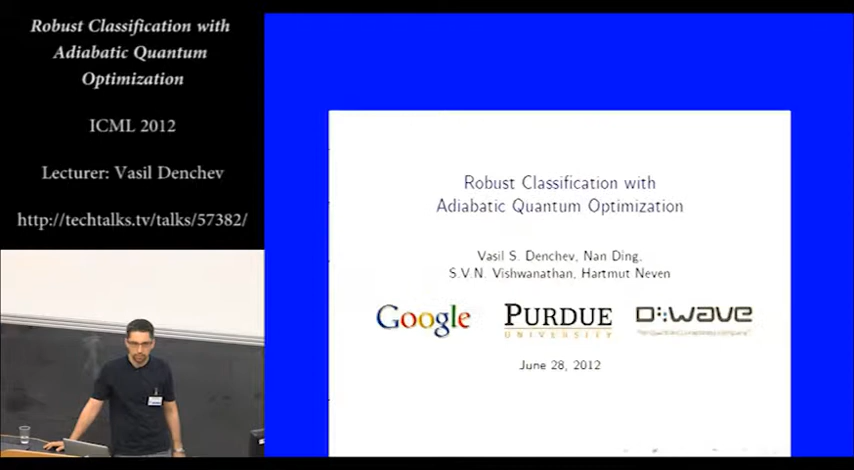 Robust Classification with
Adiabatic Quantum
Optimization
ICML 2012
Lecturer: Vasil Denchev
http://techtalks.tv/talks/57382/
Robust Classification with
Adiabatic Quantum Optimization
Vasil S. Denchev, Nan Ding,
S.V.N. Vishwanathan, Hartmut Neven
Google
PURDUE
UNIVERSITY
D:wave
June 28, 2012